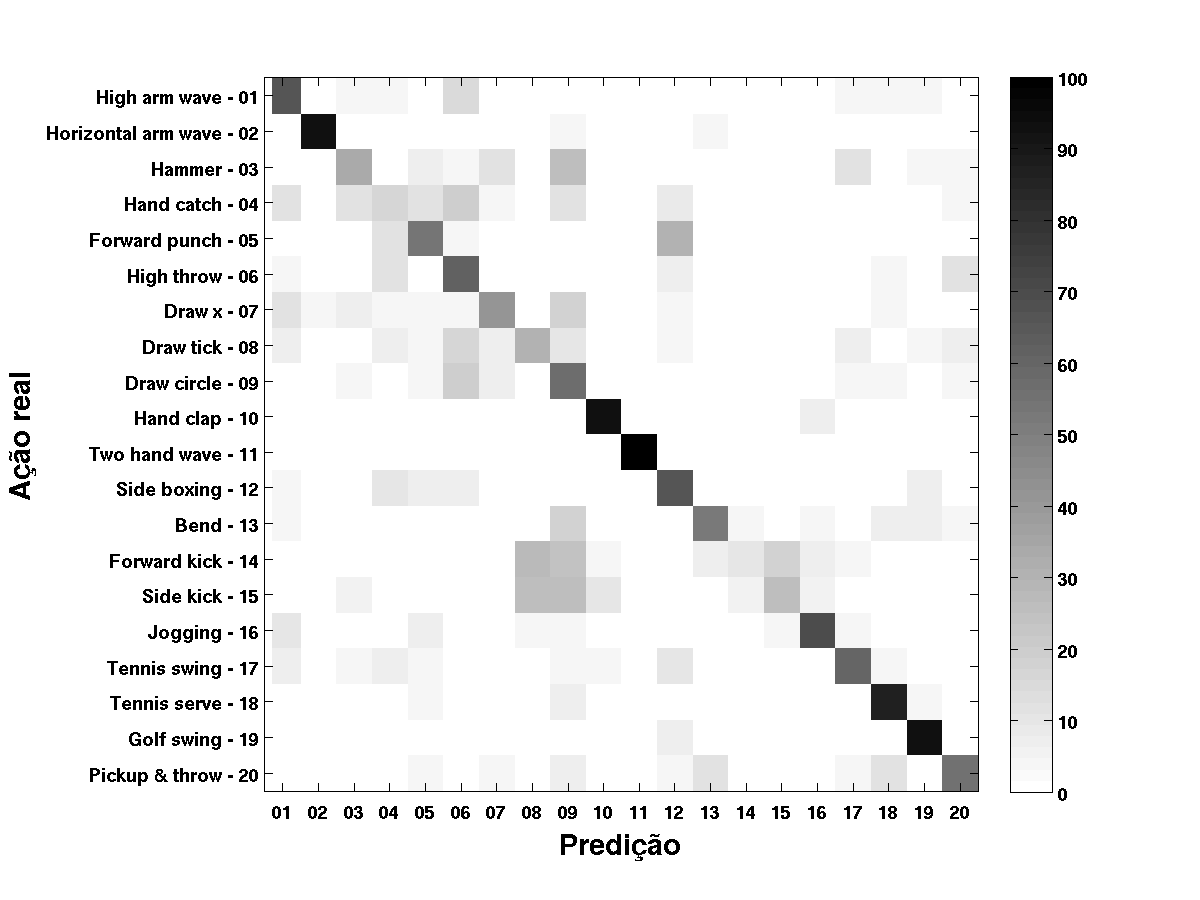 High arm wave - 01
Horizontal arm wave - 02
Hammer - 03
Hand catch - 04
Forward punch - 05
High throw - 06
Draw x - 07
Draw tick - 08
Draw circle - 09
Hand clap - 10
Two hand wave - 11
Side boxing - 12
Bend - 13
Forward kick - 14
Side kick - 15
Jogging - 16
Tennis swing - 17
Tennis serve - 18
Golf swing - 19
Pickup & throw - 20
Ação real
01 02 03 04 05 06 07 08 09 10 11 12 13 14 15 16 17 18 19 20
Predição
100
90
80
70
60
50
40
30
20
10
0